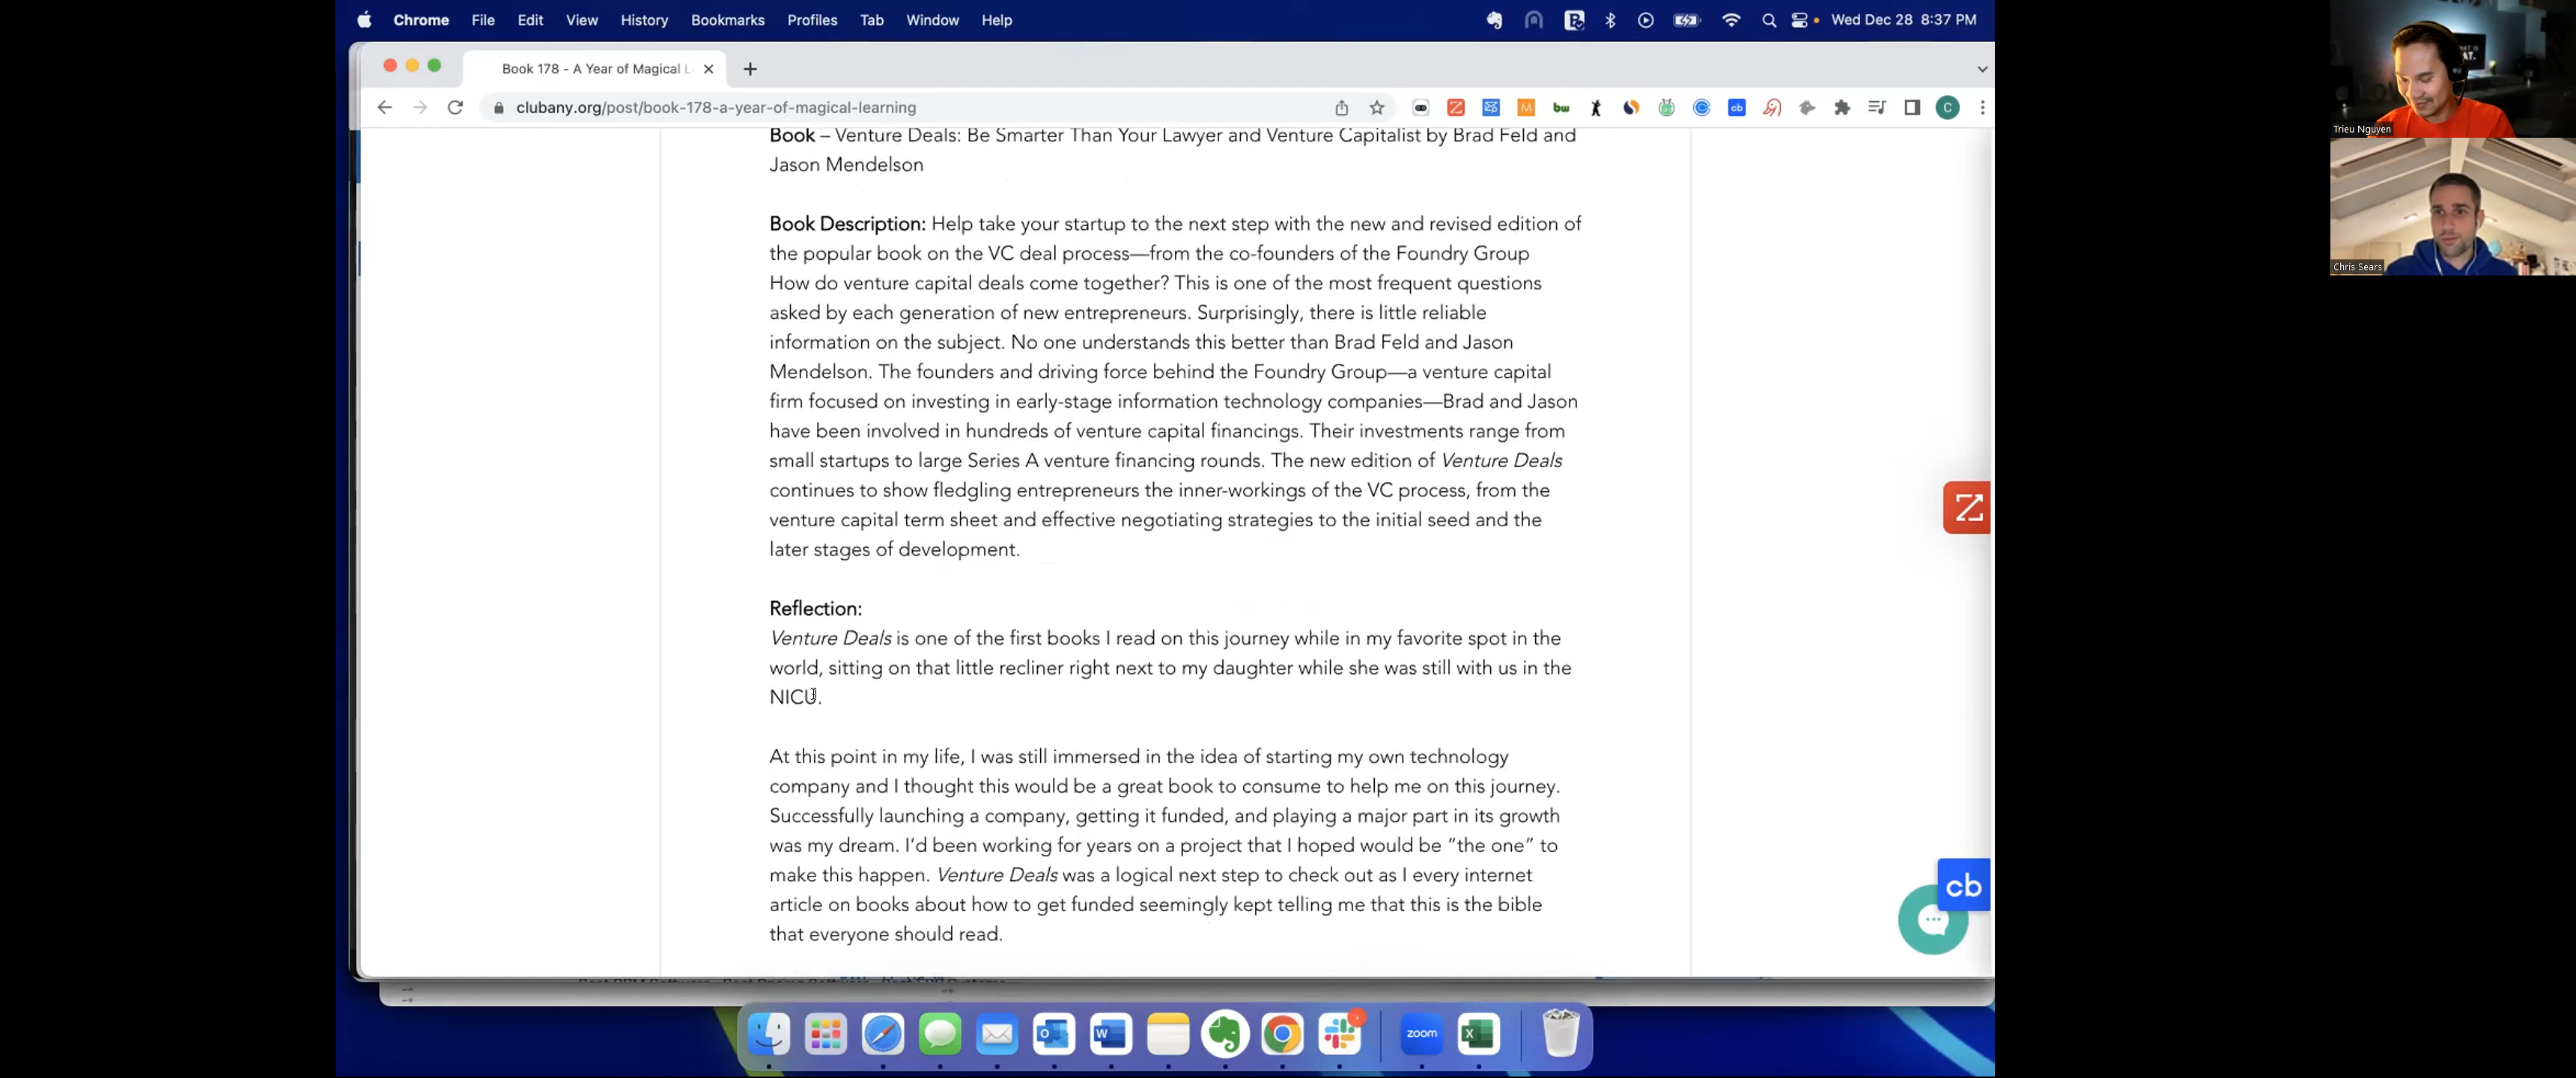 Chrome File Edit View History Bookmarks Profiles Tab Window Help
Wed Dec 28 8:37 PM
Book 178 - A Year of Magical L
clubany.org/post/book-178-a-year-of-magical-learning
M
bw
cb
C
Book – Venture Deals: Be Smarter Than Your Lawyer and Venture Capitalist by Brad Feld and
Jason Mendelson
Book Description: Help take your startup to the next step with the new and revised edition of
the popular book on the VC deal process—from the co-founders of the Foundry Group
How do venture capital deals come together? This is one of the most frequent questions
asked by each generation of new entrepreneurs. Surprisingly, there is little reliable
information on the subject. No one understands this better than Brad Feld and Jason
Mendelson. The founders and driving force behind the Foundry Group—a venture capital
firm focused on investing in early-stage information technology companies—Brad and Jason
have been involved in hundreds of venture capital financings. Their investments range from
small startups to large Series A venture financing rounds. The new edition of Venture Deals
continues to show fledgling entrepreneurs the inner-workings of the VC process, from the
venture capital term sheet and effective negotiating strategies to the initial seed and the
later stages of development.
Reflection:
Venture Deals is one of the first books I read on this journey while in my favorite spot in the
world, sitting on that little recliner right next to my daughter while she was still with us in the
NICU.
At this point in my life, I was still immersed in the idea of starting my own technology
company and I thought this would be a great book to consume to help me on this journey.
Successfully launching a company, getting it funded, and playing a major part in its growth
was my dream. I'd been working for years on a project that I hoped would be “the one” to
make this happen. Venture Deals was a logical next step to check out as I every internet
article on books about how to get funded seemingly kept telling me that this is the bible
that everyone should read.
Z
cb
zoom
Trieu Nguyen
Chris Sears